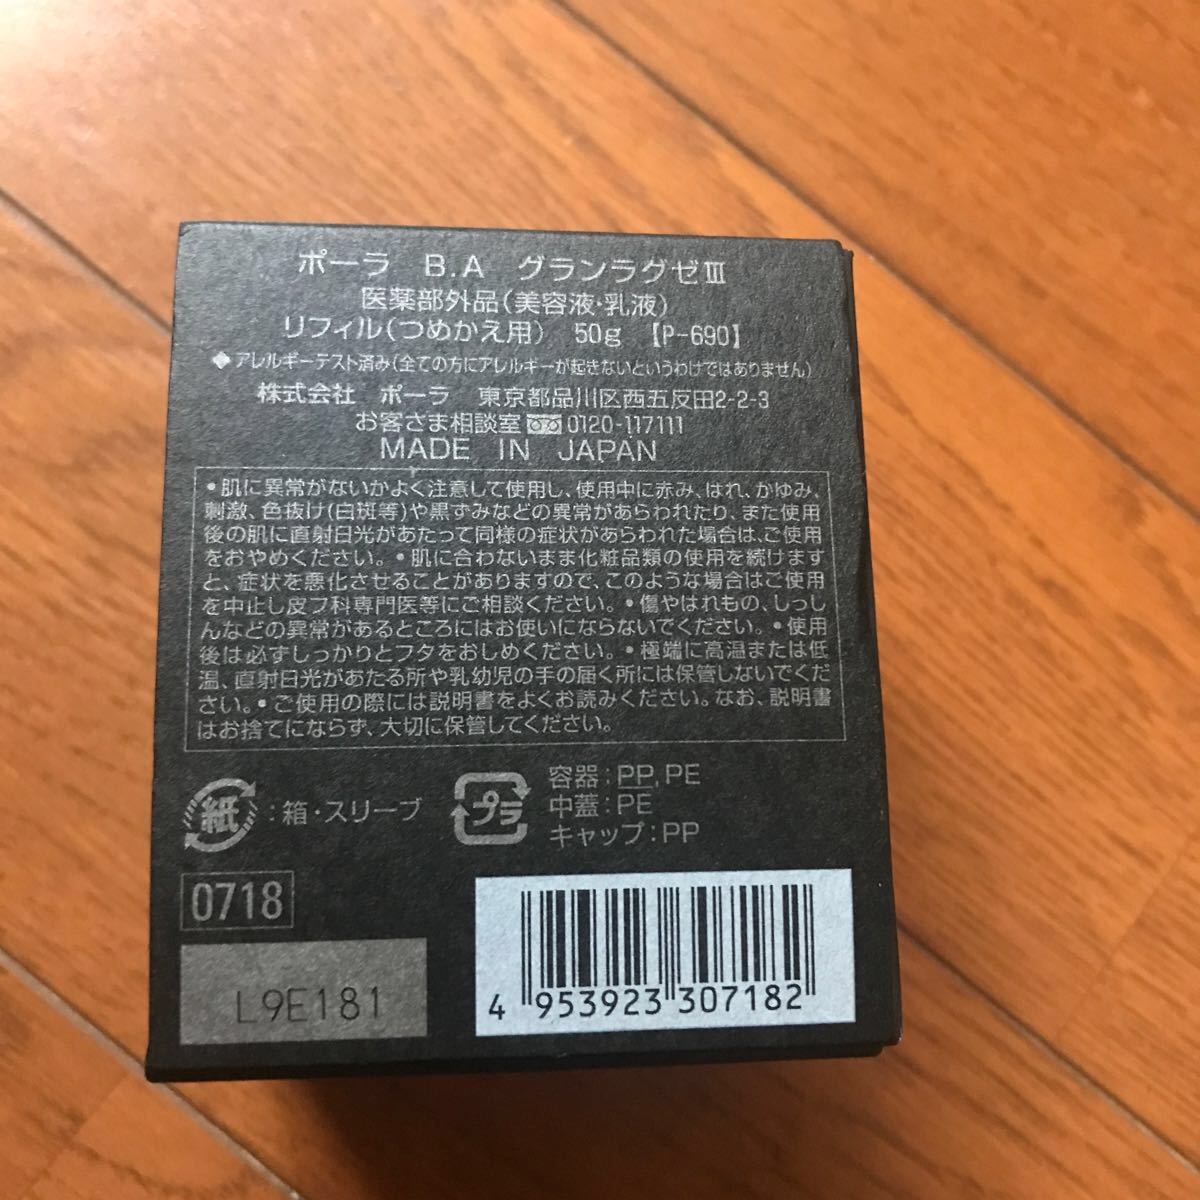 ポーラ B.A グランラグゼⅢ
医薬部外品(美容液・乳液)
リフィル(つめかえ用) 50g 【P-690】
◆アレルギーテスト済み(全ての方にアレルギーが起きないというわけではありません)
株式会社 ポーラ 東京都品川区西五反田2-2-3
お客さま相談室 0120-117111
MADE IN JAPAN
・肌に異常がないかよく注意して使用し、使用中に赤み、はれ、かゆみ、
刺激、色抜け(白斑等)や黒ずみなどの異常があらわれたり、また使用
後の肌に直射日光があたって同様の症状があらわれた場合は、ご使用
をおやめください。・肌に合わないまま化粧品類の使用を続けます
と、症状を悪化させることがありますので、このような場合はご使用
を中止し皮フ科専門医等にご相談ください。・傷やはれもの、しっし
んなどの異常があるところにはお使いにならないでください。・使用
後は必ずしっかりとフタをおしめください。・極端に高温または低
温、直射日光があたる所や乳幼児の手の届く所には保管しないでくだ
さい。・ご使用の際には説明書をよくお読みください。なお、説明書
はお捨てにならず、大切に保管してください。
紙:箱・スリーブ
プラ
容器:PP,PE
中蓋:PE
キャップ:PP
0718
L9E181
4 953923 307182